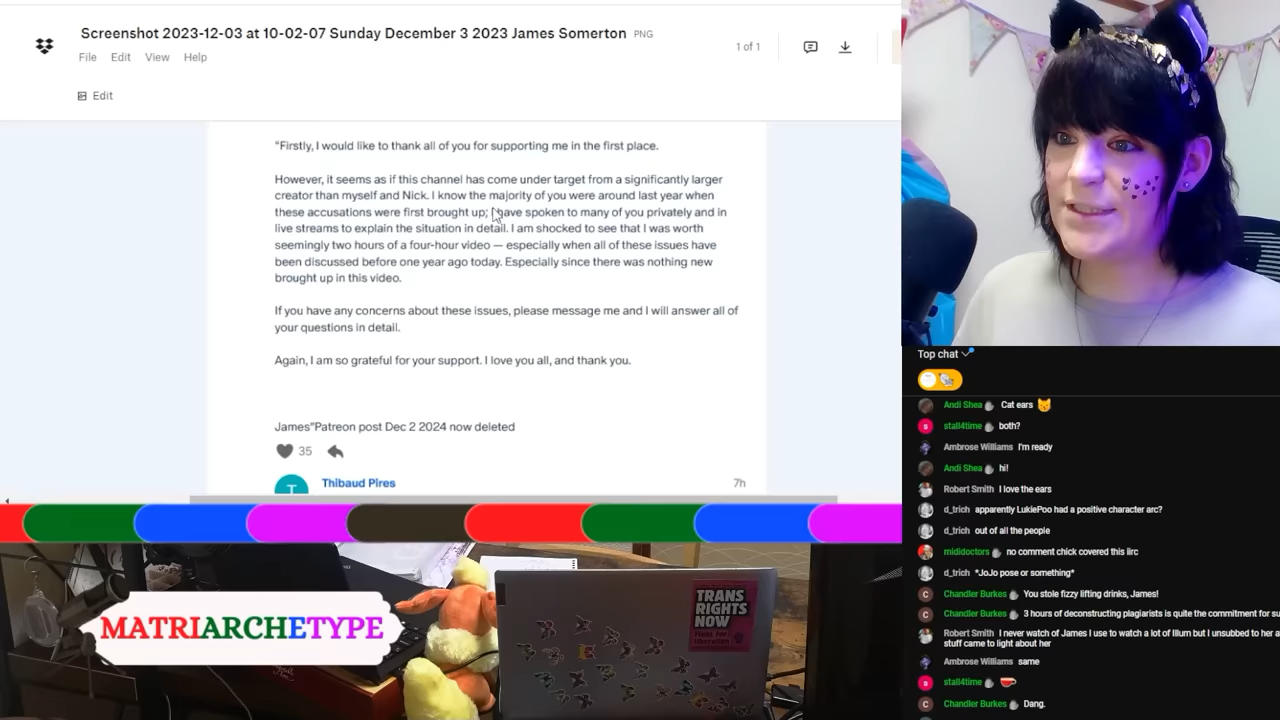 Screenshot 2023-12-03 at 10-02-07 Sunday December 3 2023 James Somerton PNG
File Edit View Help
1 of 1
Edit
"Firstly, I would like to thank all of you for supporting me in the first place.
However, it seems as if this channel has come under target from a significantly larger
creator than myself and Nick. I know the majority of you were around last year when
these accusations were first brought up; I have spoken to many of you privately and in
live streams to explain the situation in detail. I am shocked to see that I was worth
seemingly two hours of a four-hour video — especially when all of these issues have
been discussed before one year ago today. Especially since there was nothing new
brought up in this video.
If you have any concerns about these issues, please message me and I will answer all of
your questions in detail.
Again, I am so grateful for your support. I love you all, and thank you.
James"Patreon post Dec 2 2024 now deleted
35
T Thibaud Pires 7h
MATRIARCHETYPE
TRANS
RIGHTS
NOW
Top chat
Andi Shea Cat ears
s stall4time both?
Ambrose Williams I'm ready
Andi Shea hi!
Robert Smith I love the ears
d_trich apparently LukiePoo had a positive character arc?
d_trich out of all the people
mididoctors no comment chick covered this iirc
d_trich *JoJo pose or something*
C Chandler Burkes You stole fizzy lifting drinks, James!
C Chandler Burkes 3 hours of deconstructing plagiarists is quite the commitment for su
Robert Smith I never watch of James I use to watch a lot of Illum but I unsubbed to her a
stuff came to light about her
Ambrose Williams same
s stall4time
C Chandler Burkes Dang.